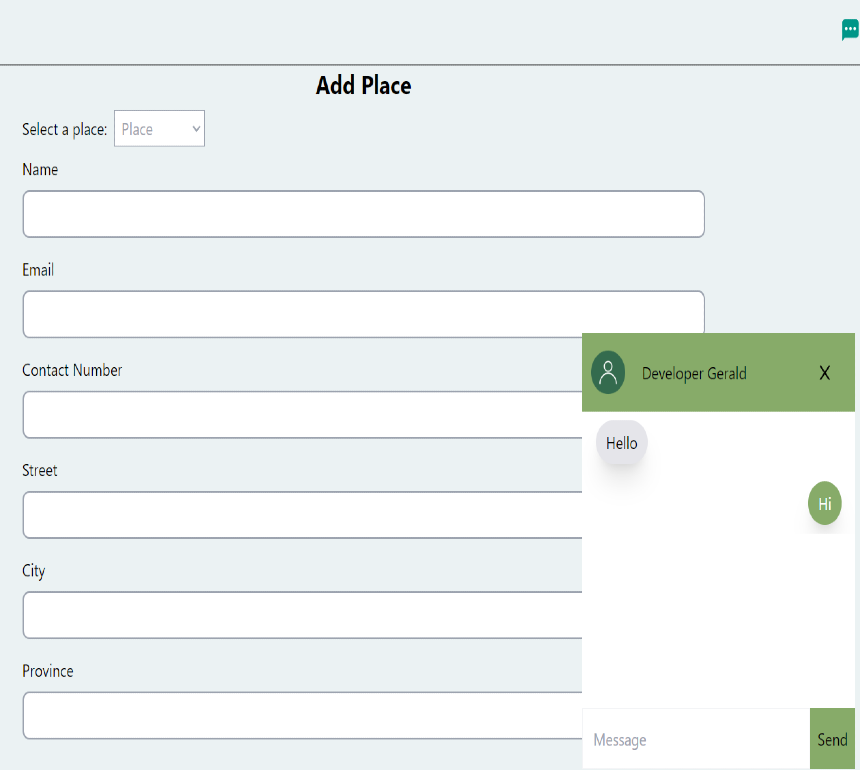 Add Place
Select a place: Place
Name
Email
Contact Number
Street
City
Province
Developer Gerald X
Hello
Hi
Message Send